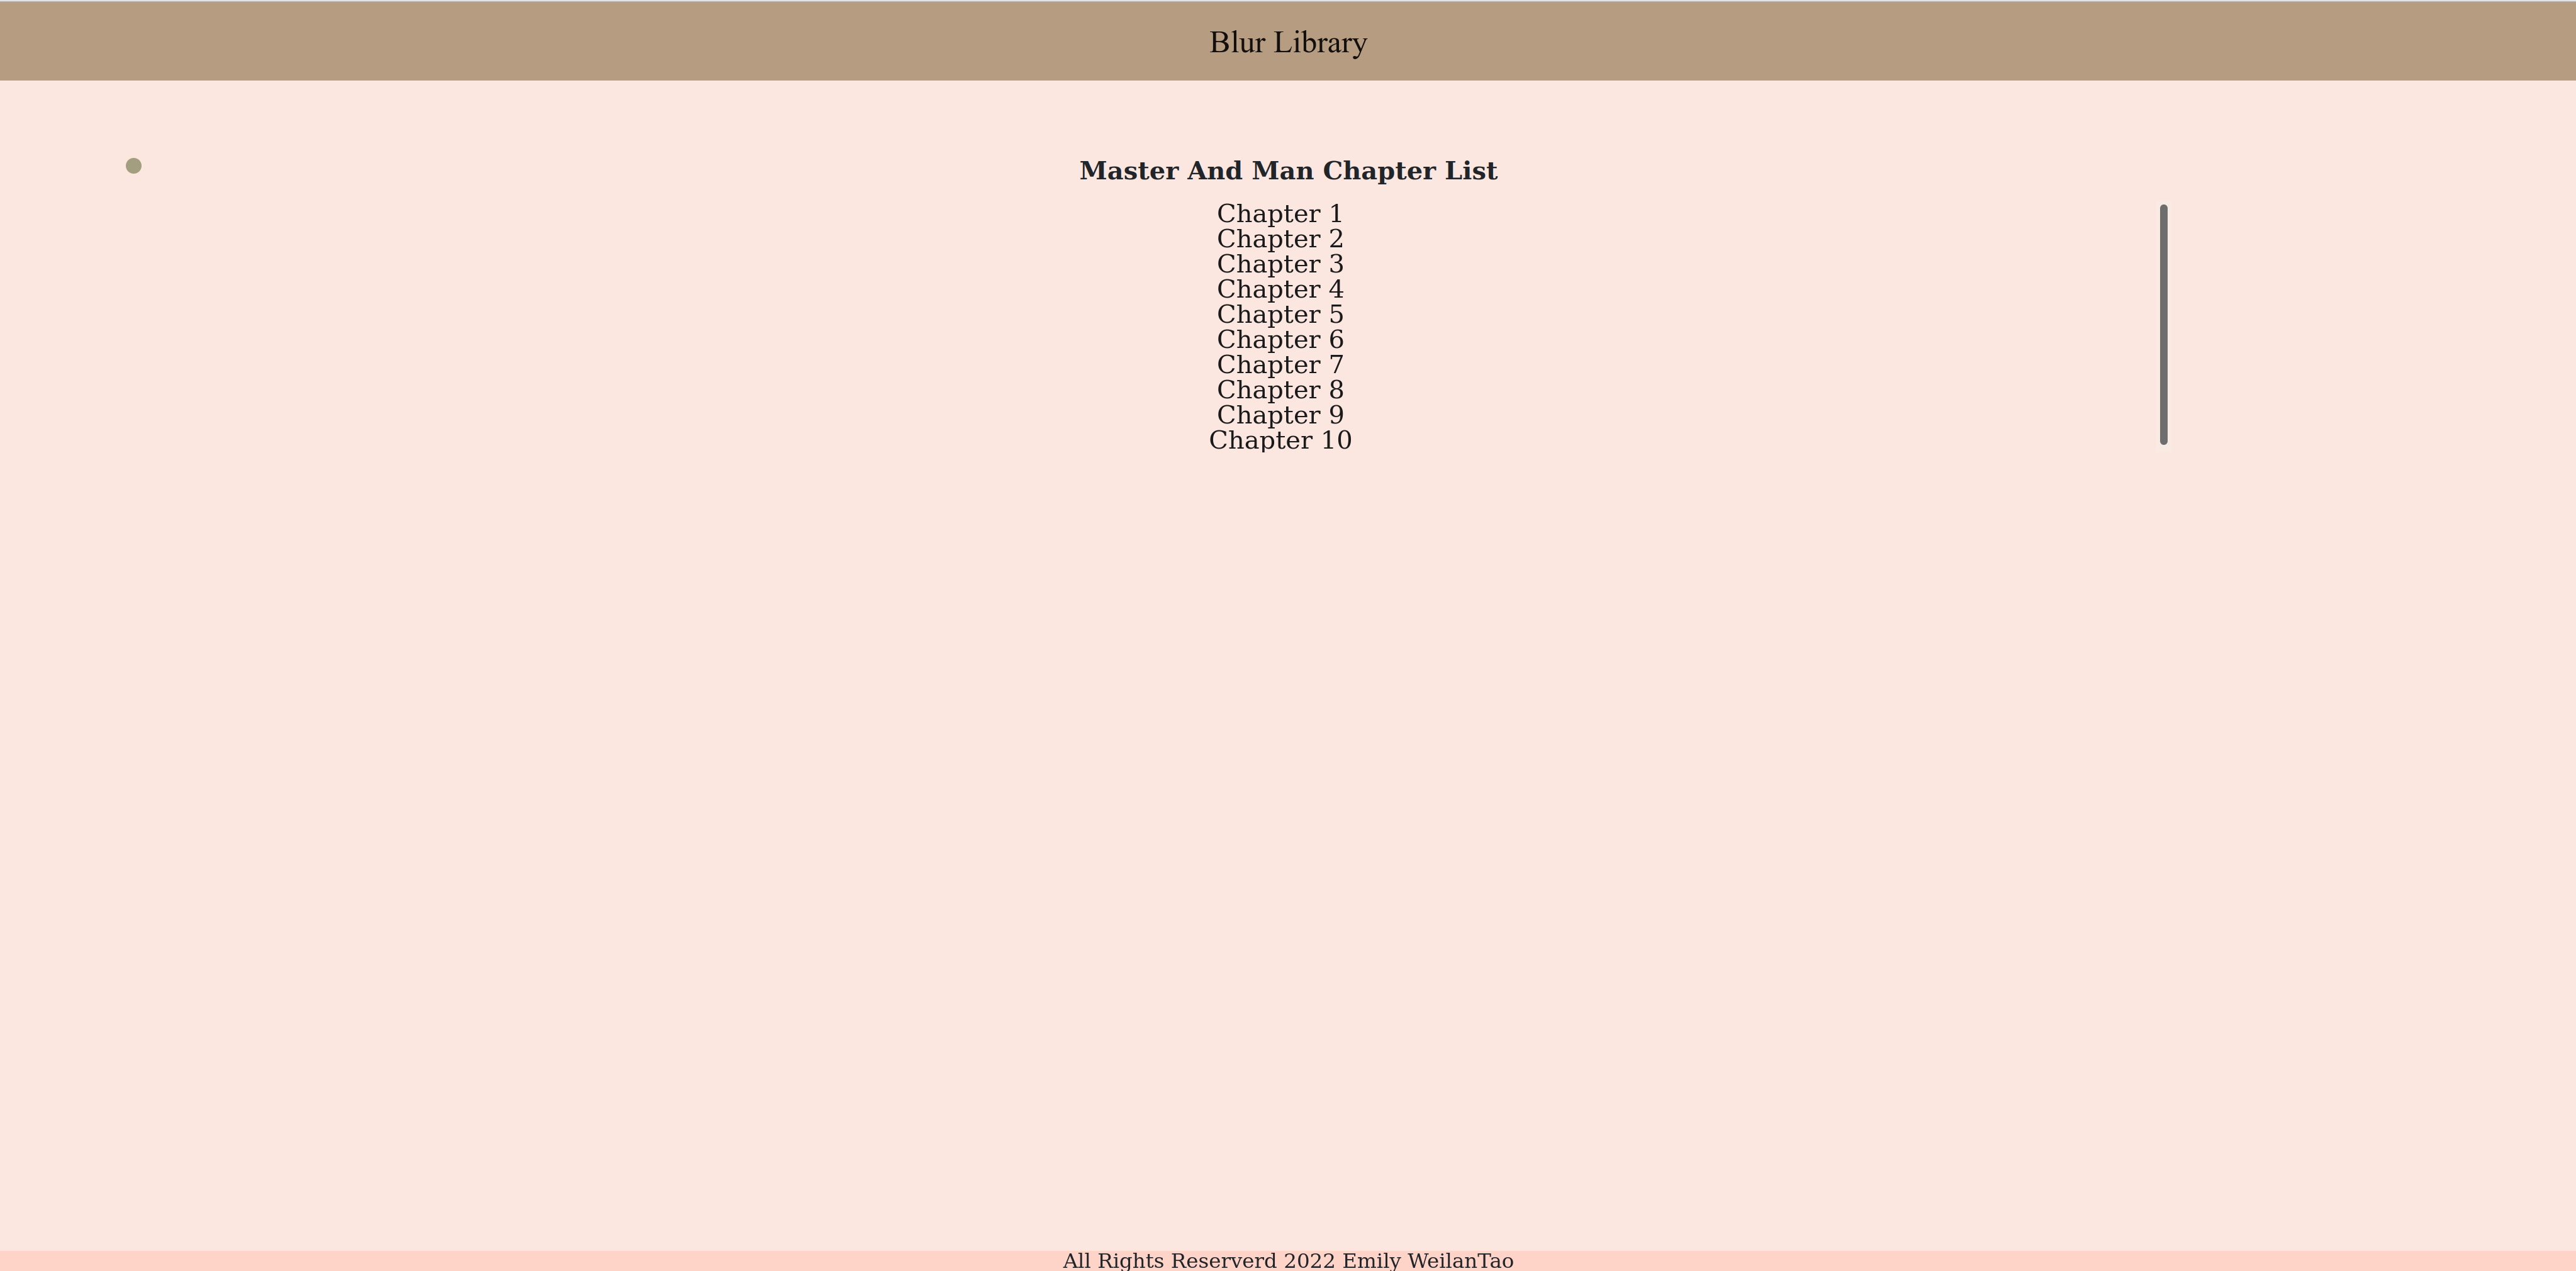 Blur Library
Master And Man Chapter List
Chapter 1
Chapter 2
Chapter 3
Chapter 4
Chapter 5
Chapter 6
Chapter 7
Chapter 8
Chapter 9
Chapter 10
All Rights Reserverd 2022 Emily WeilanTao